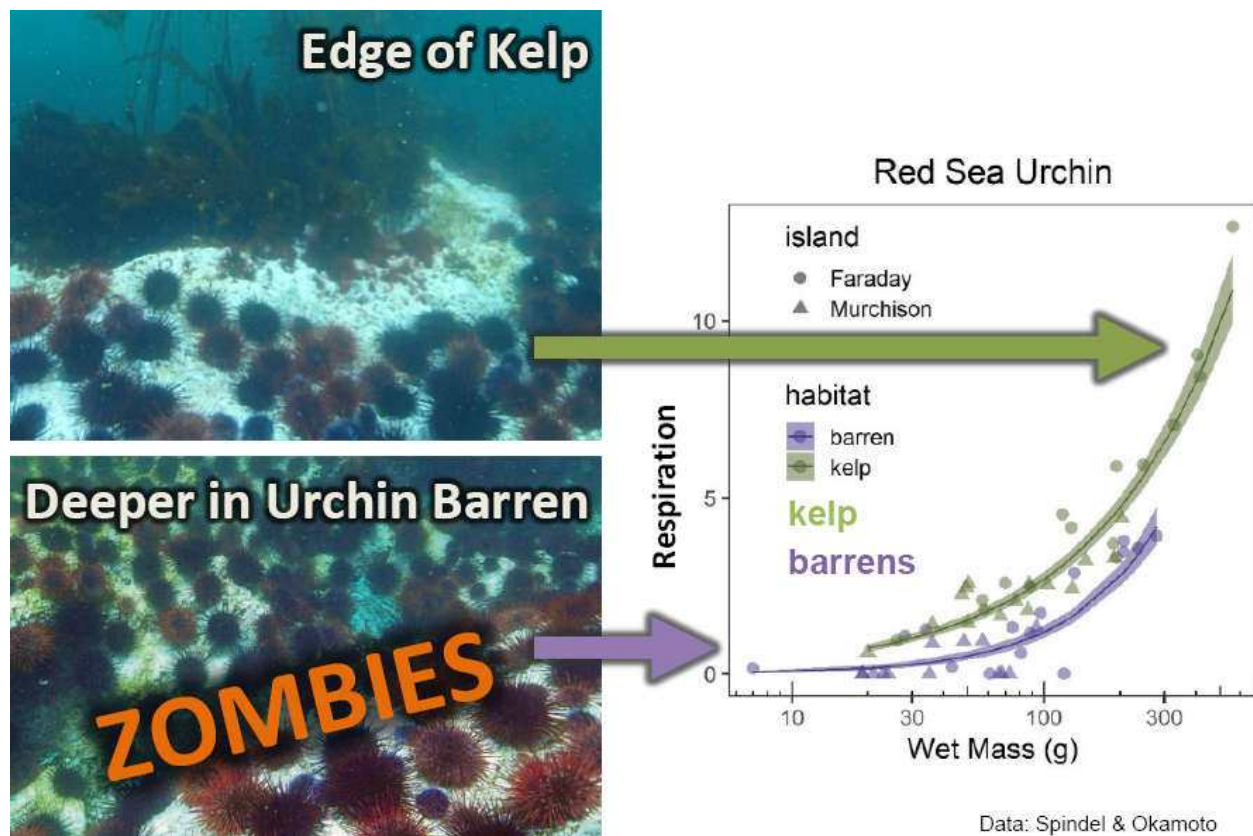 Edge of Kelp
Deeper in Urchin Barren
ZOMBIES
Red Sea Urchin
island
Faraday
Murchison
habitat
barren
kelp
kelp
barrens
Respiration
10
5
0
10
30
100
300
Wet Mass (g)
Data: Spindel & Okamoto